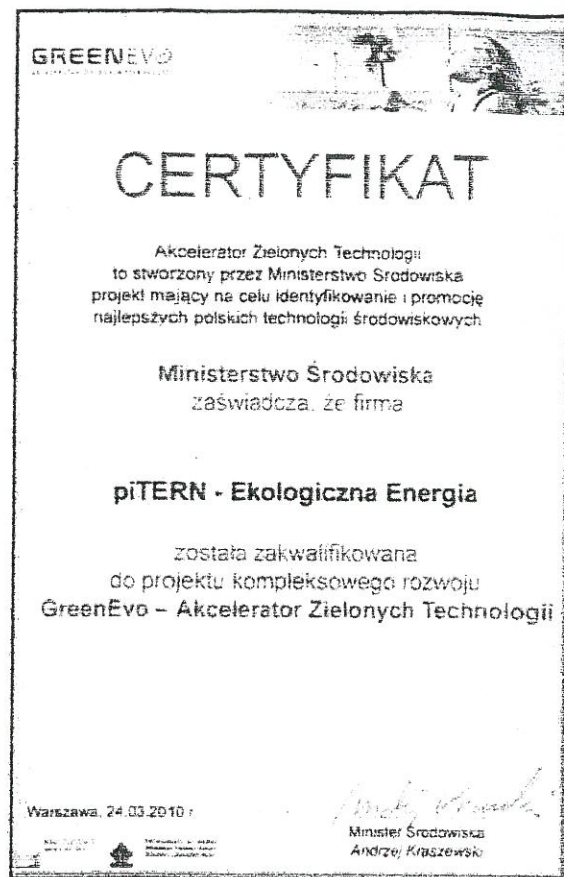 GREENEVO
CERTYFIKAT
Akcelerator Zielonych Technologii
to stworzony przez Ministerstwo Środowiska
projekt mający na celu identyfikowanie i promocję
najlepszych polskich technologii środowiskowych
Ministerstwo Środowiska
zaświadcza, że firma
piTERN - Ekologiczna Energia
została zakwalifikowana
do projektu kompleksowego rozwoju
GreenEvo – Akcelerator Zielonych Technologii
Warszawa, 24.03.2010 r.
Minister Środowiska
Andrzej Kraszewski